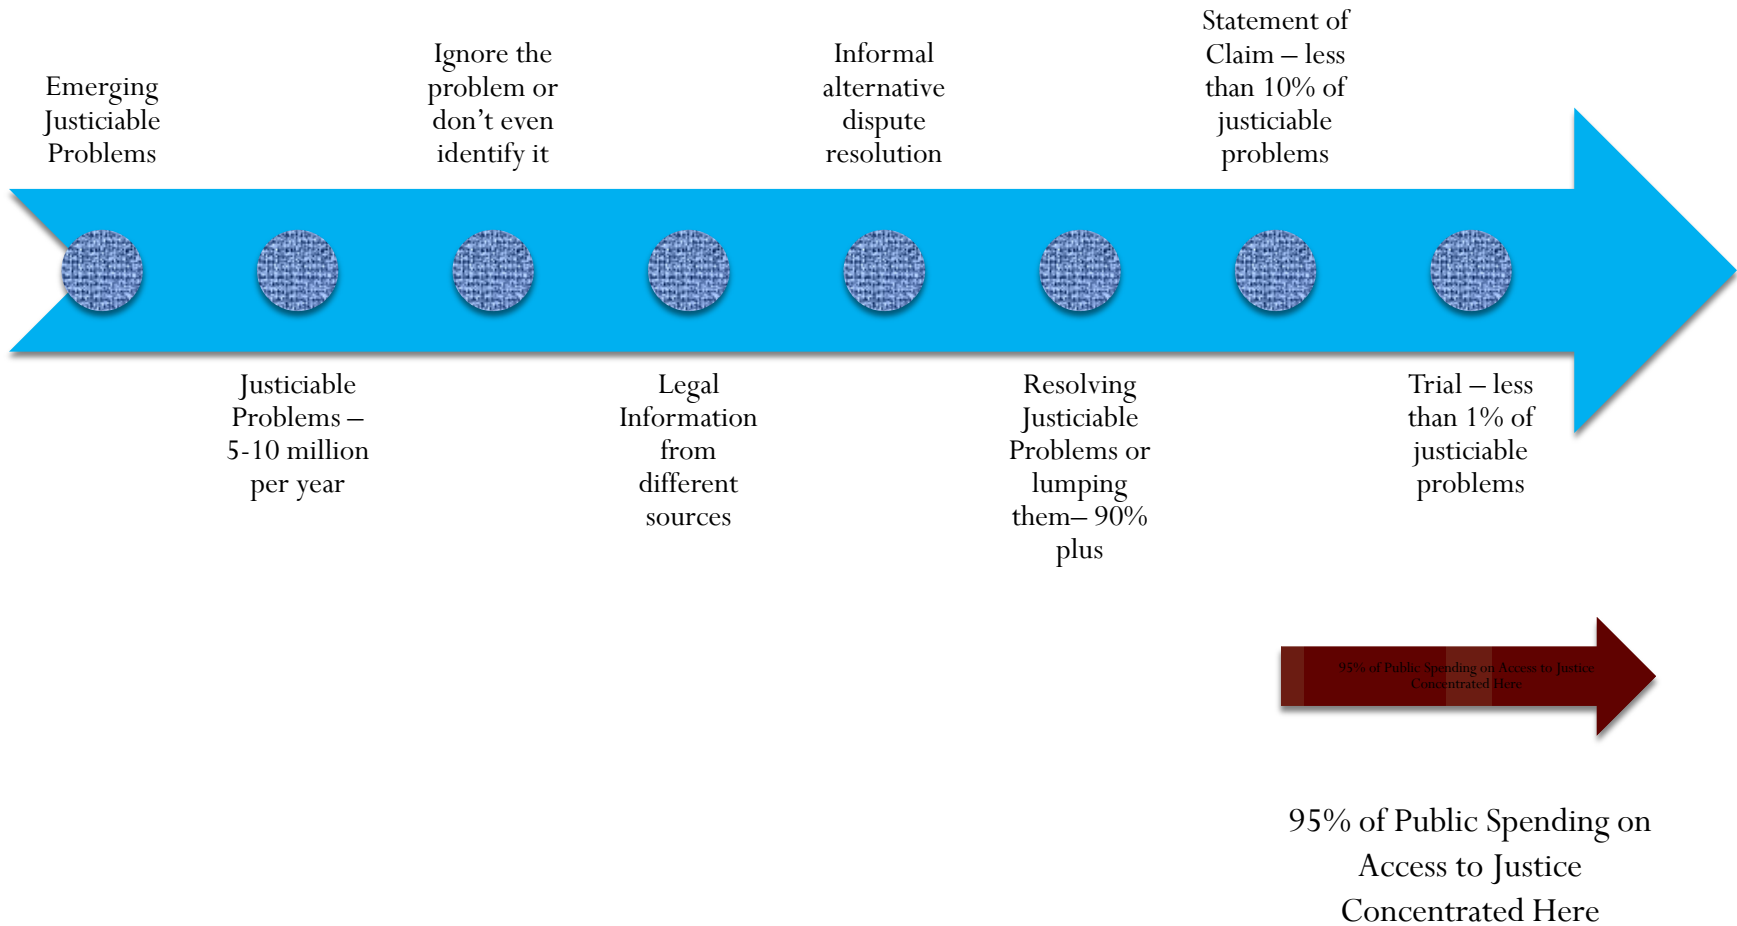 Emerging
Justiciable
Problems
Justiciable
Problems –
5-10 million
per year
Ignore the
problem or
don’t even
identify it
Legal
Information
from
different
sources
Informal
alternative
dispute
resolution
Resolving
Justiciable
Problems or
lumping
them– 90%
plus
Statement of
Claim – less
than 10% of
justiciable
problems
Trial – less
than 1% of
justiciable
problems
95% of Public Spending on Access to Justice
Concentrated Here
95% of Public Spending on
Access to Justice
Concentrated Here